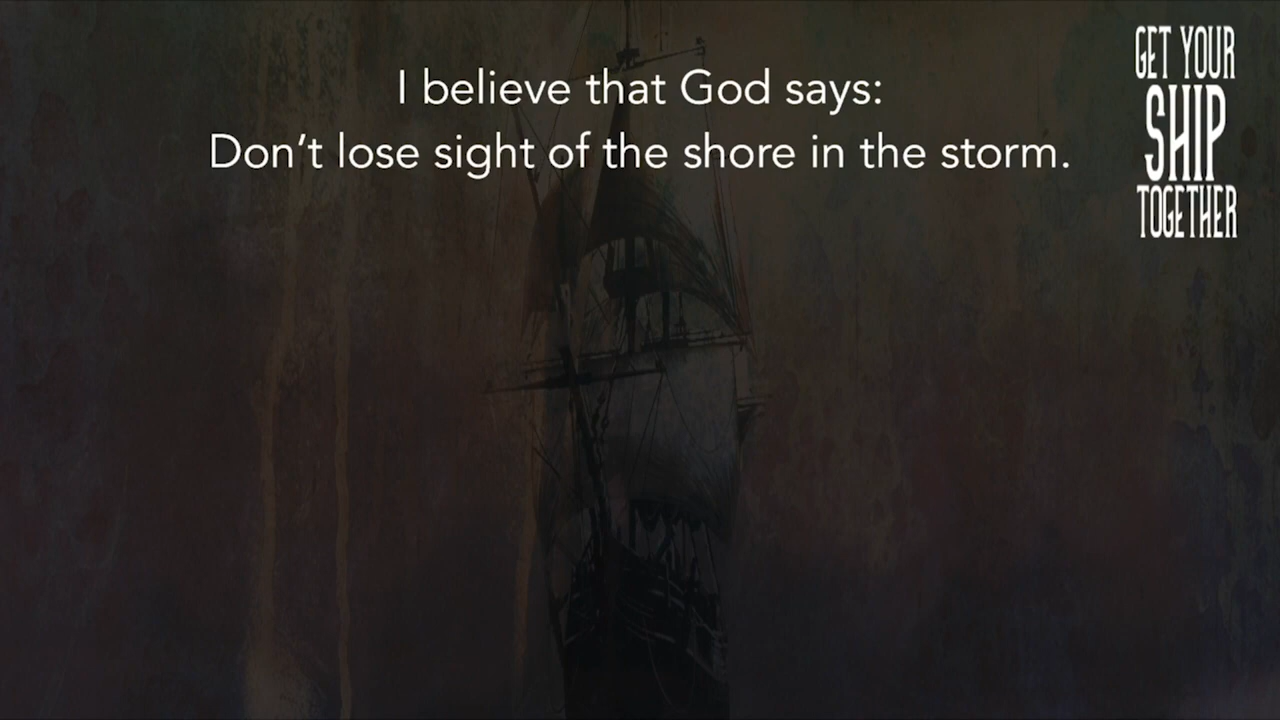 I believe that God says:
Don’t lose sight of the shore in the storm.
GET YOUR
SHIP
TOGETHER